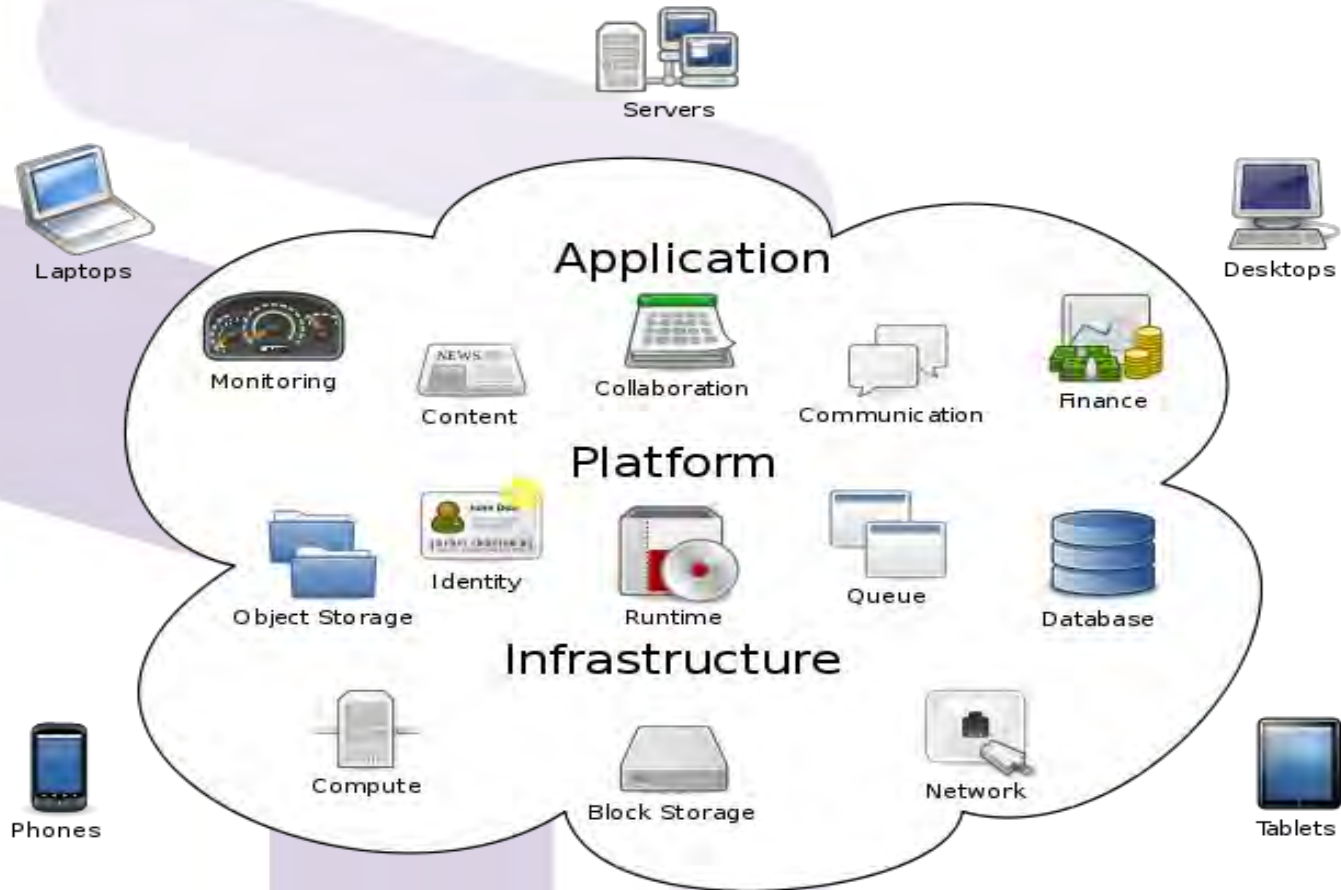 Servers
Laptops
Desktops
Application
Monitoring
NEWS
Content
Collaboration
Communication
Finance
Platform
Object Storage
Identity
Runtime
Queue
Database
Infrastructure
Compute
Block Storage
Network
Phones
Tablets